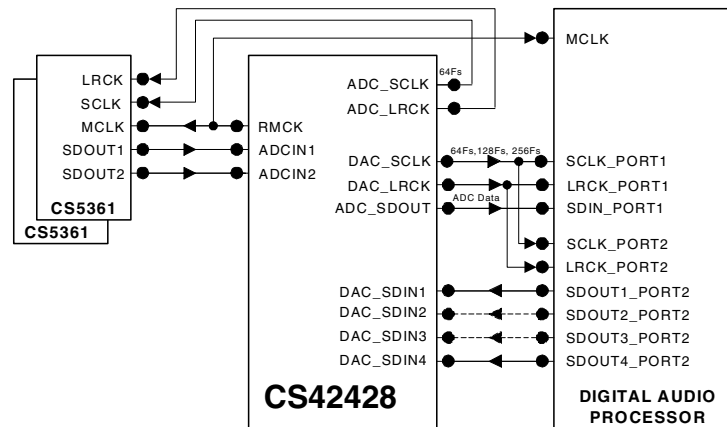 MCLK
LRCK
SCLK
MCLK
SDOUT1
SDOUT2
CS5361
CS5361
64Fs
ADC_SCLK
ADC_LRCK
RMCK
ADCIN1
ADCIN2
DAC_SCLK
DAC_LRCK
ADC_SDOUT
64Fs,128Fs, 256Fs
ADC Data
SCLK_PORT1
LRCK_PORT1
SDIN_PORT1
SCLK_PORT2
LRCK_PORT2
DAC_SDIN1
DAC_SDIN2
DAC_SDIN3
DAC_SDIN4
SDOUT1_PORT2
SDOUT2_PORT2
SDOUT3_PORT2
SDOUT4_PORT2
CS42428
DIGITAL AUDIO
PROCESSOR